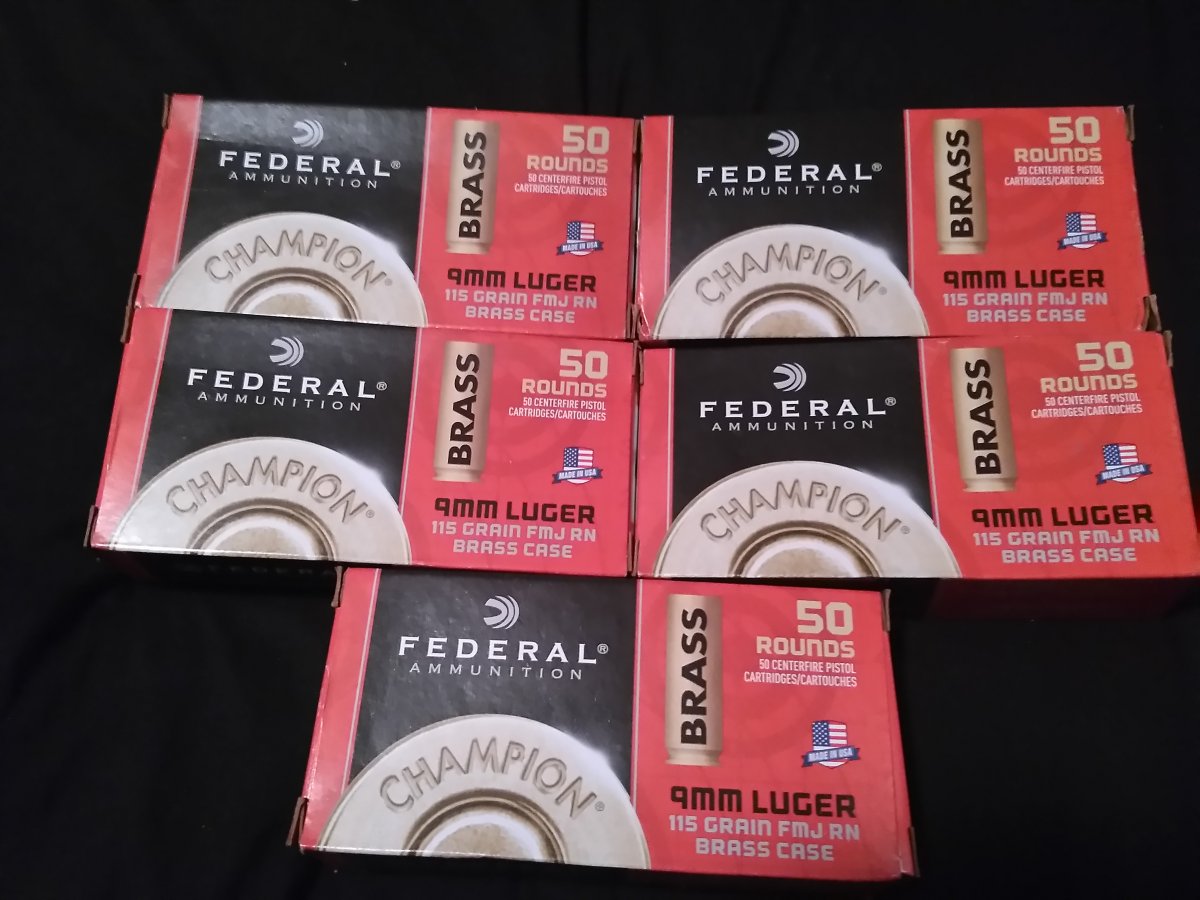 FEDERAL®
AMMUNITION
CHAMPION®
BRASS
50
ROUNDS
50 CENTERFIRE PISTOL
CARTRIDGES/CARTOUCHES
MADE IN USA
9MM LUGER
115 GRAIN FMJ RN
BRASS CASE
FEDERAL®
AMMUNITION
CHAMPION®
BRASS
50
ROUNDS
50 CENTERFIRE PISTOL
CARTRIDGES/CARTOUCHES
MADE IN USA
9MM LUGER
115 GRAIN FMJ RN
BRASS CASE
FEDERAL®
AMMUNITION
CHAMPION®
BRASS
50
ROUNDS
50 CENTERFIRE PISTOL
CARTRIDGES/CARTOUCHES
MADE IN USA
9MM LUGER
115 GRAIN FMJ RN
BRASS CASE
FEDERAL®
AMMUNITION
CHAMPION®
BRASS
50
ROUNDS
50 CENTERFIRE PISTOL
CARTRIDGES/CARTOUCHES
MADE IN USA
9MM LUGER
115 GRAIN FMJ RN
BRASS CASE
FEDERAL®
AMMUNITION
CHAMPION®
BRASS
50
ROUNDS
50 CENTERFIRE PISTOL
CARTRIDGES/CARTOUCHES
MADE IN USA
9MM LUGER
115 GRAIN FMJ RN
BRASS CASE